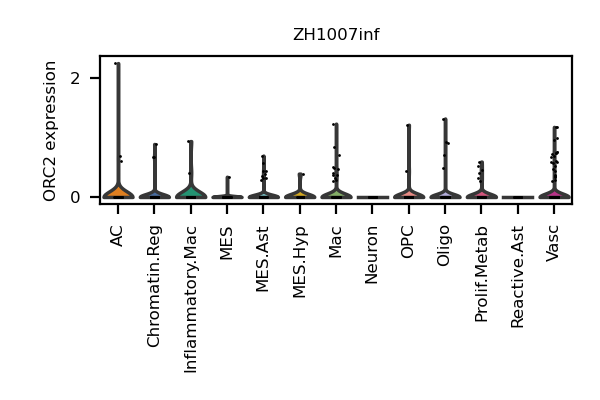 ZH1007inf
ORC2 expression
2
0
AC
Chromatin.Reg
Inflammatory.Mac
MES
MES.Ast
MES.Hyp
Mac
Neuron
OPC
Oligo
Prolif.Metab
Reactive.Ast
Vasc